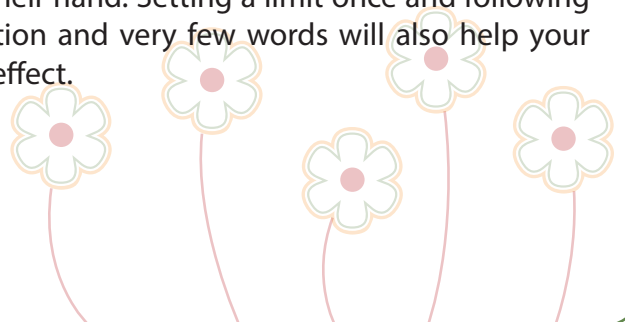 heir hand. Setting a limit once and following
tion and very few words will also help your
effect.